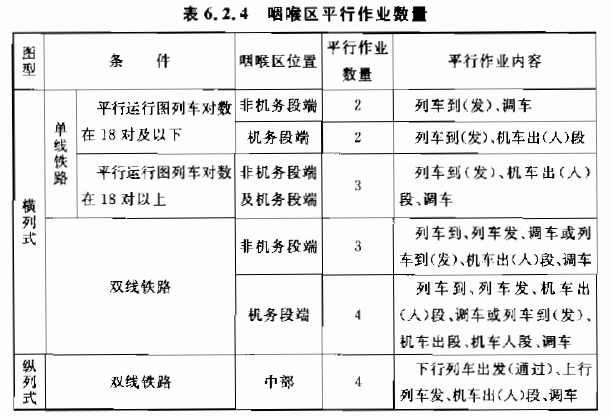 表 6.2.4 咽喉区平行作业数量
图型
条 件
咽喉区位置
平行作业
数量
平行作业内容
横列式
单线铁路
平行运行图列车对数
在 18 对及以下
非机务段端
2
列车到(发)、调车
机务段端
2
列车到(发)、机车出(人)段
平行运行图列车对数
在 18 对以上
非机务段端
及机务段端
3
列车到(发)、机车出(人)
段、调车
双线铁路
非机务段端
3
列车到、列车发、调车或列
车到(发)、机车出(人)段、调车
机务段端
4
列车到、列车发、机车出
(人)段、调车或列车到(发)、
机车出段、机车人段、调车
纵列式
双线铁路
中部
4
下行列车出发(通过)、上行
列车发、机车出(人)段、调车